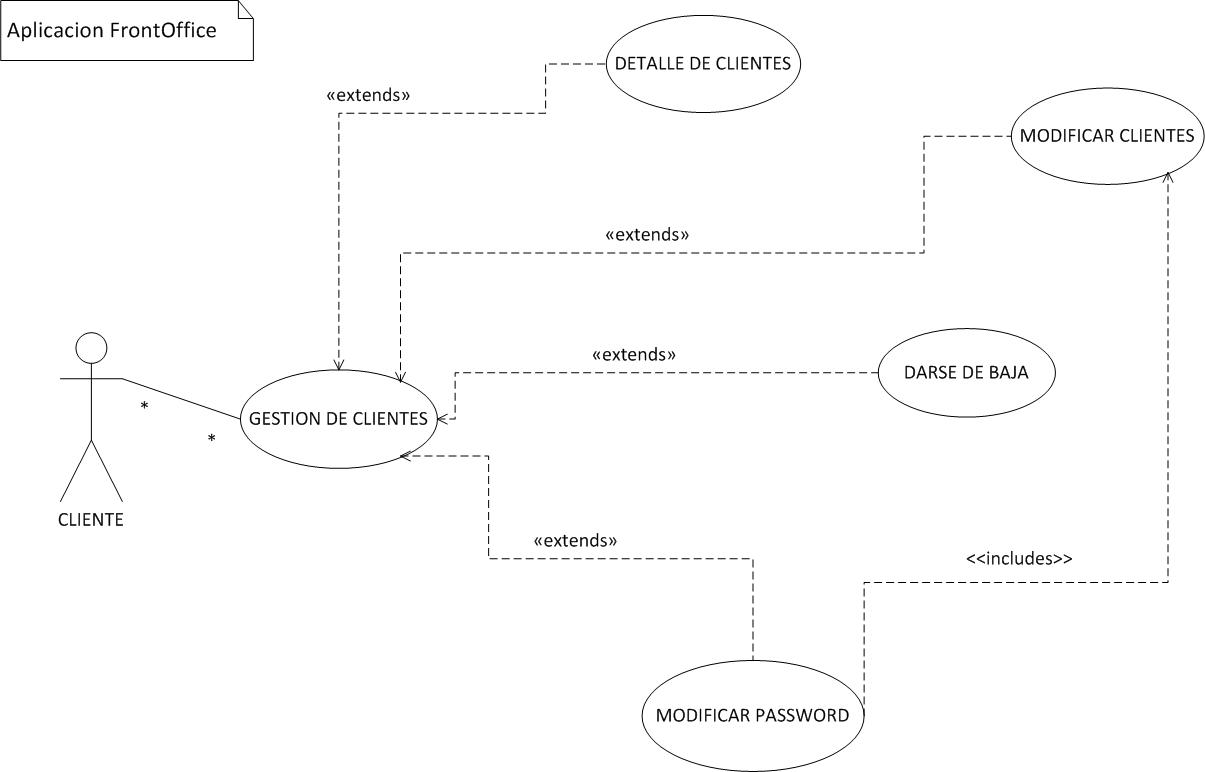 Aplicacion FrontOffice
DETALLE DE CLIENTES
«extends»
MODIFICAR CLIENTES
«extends»
«extends»
DARSE DE BAJA
*
GESTION DE CLIENTES
*
CLIENTE
«extends»
<<includes>>
MODIFICAR PASSWORD